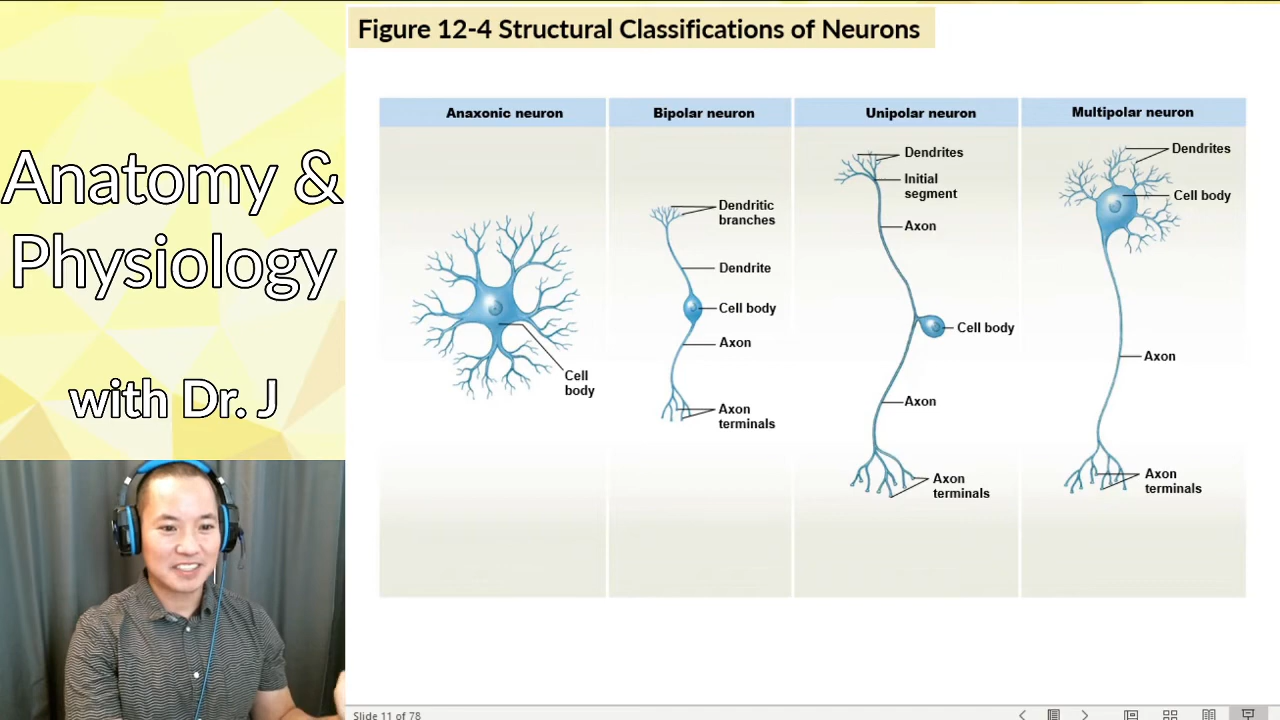 Anatomy &
Physiology
with Dr. J
Figure 12-4 Structural Classifications of Neurons
Anaxonic neuron
Cell
body
Bipolar neuron
Dendritic
branches
Dendrite
Cell body
Axon
Axon
terminals
Unipolar neuron
Dendrites
Initial
segment
Axon
Cell body
Axon
Axon
terminals
Multipolar neuron
Dendrites
Cell body
Axon
Axon
terminals
Slide 11 of 78